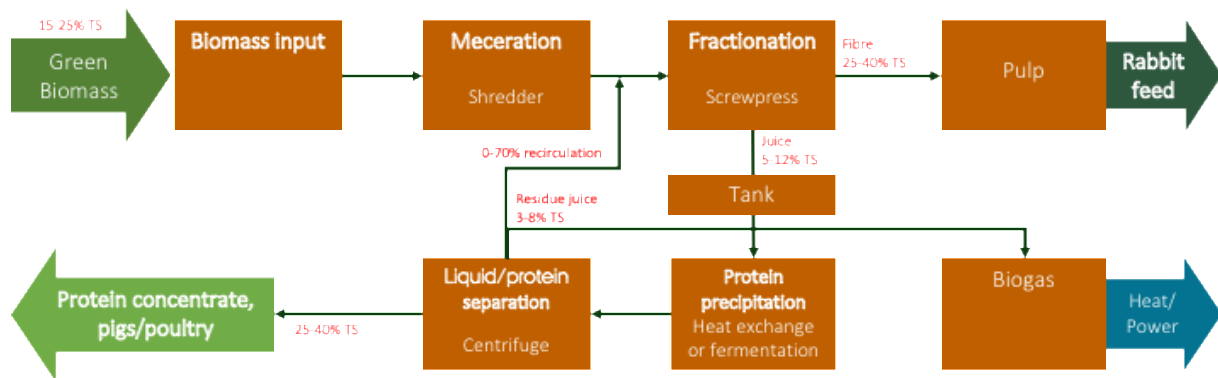 15-25% TS
Green
Biomass
Biomass input
Meceration
Shredder
Fractionation
Screwpress
Fibre
25-40% TS
Pulp
Rabbit
feed
0-70% recirculation
Juice
5-12% TS
Tank
Residue juice
3-8% TS
Protein concentrate,
pigs/poultry
25-40% TS
Liquid/protein
separation
Centrifuge
Protein
precipitation
Heat exchange
or fermentation
Biogas
Heat/
Power